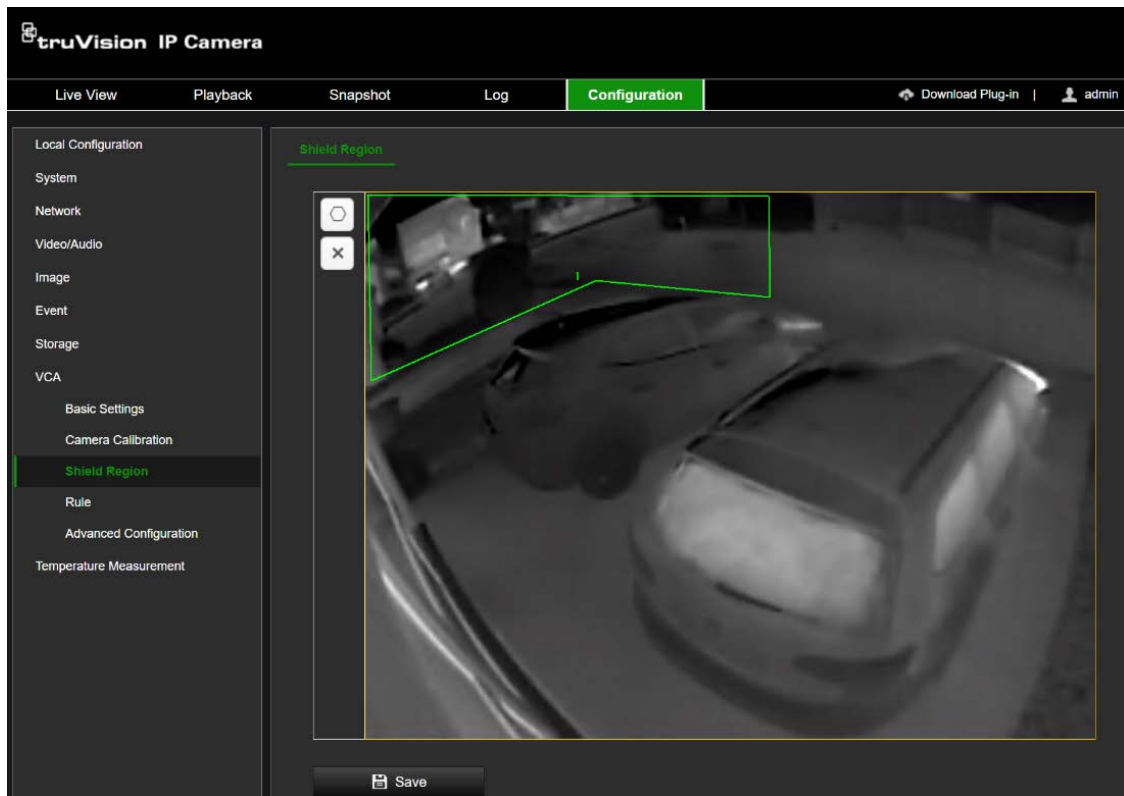 truVision IP Camera
Live View Playback Snapshot Log Configuration Download Plug-in | admin
Local Configuration
System
Network
Video/Audio
Image
Event
Storage
VCA
Basic Settings
Camera Calibration
Shield Region
Rule
Advanced Configuration
Temperature Measurement
Shield Region
1
Save